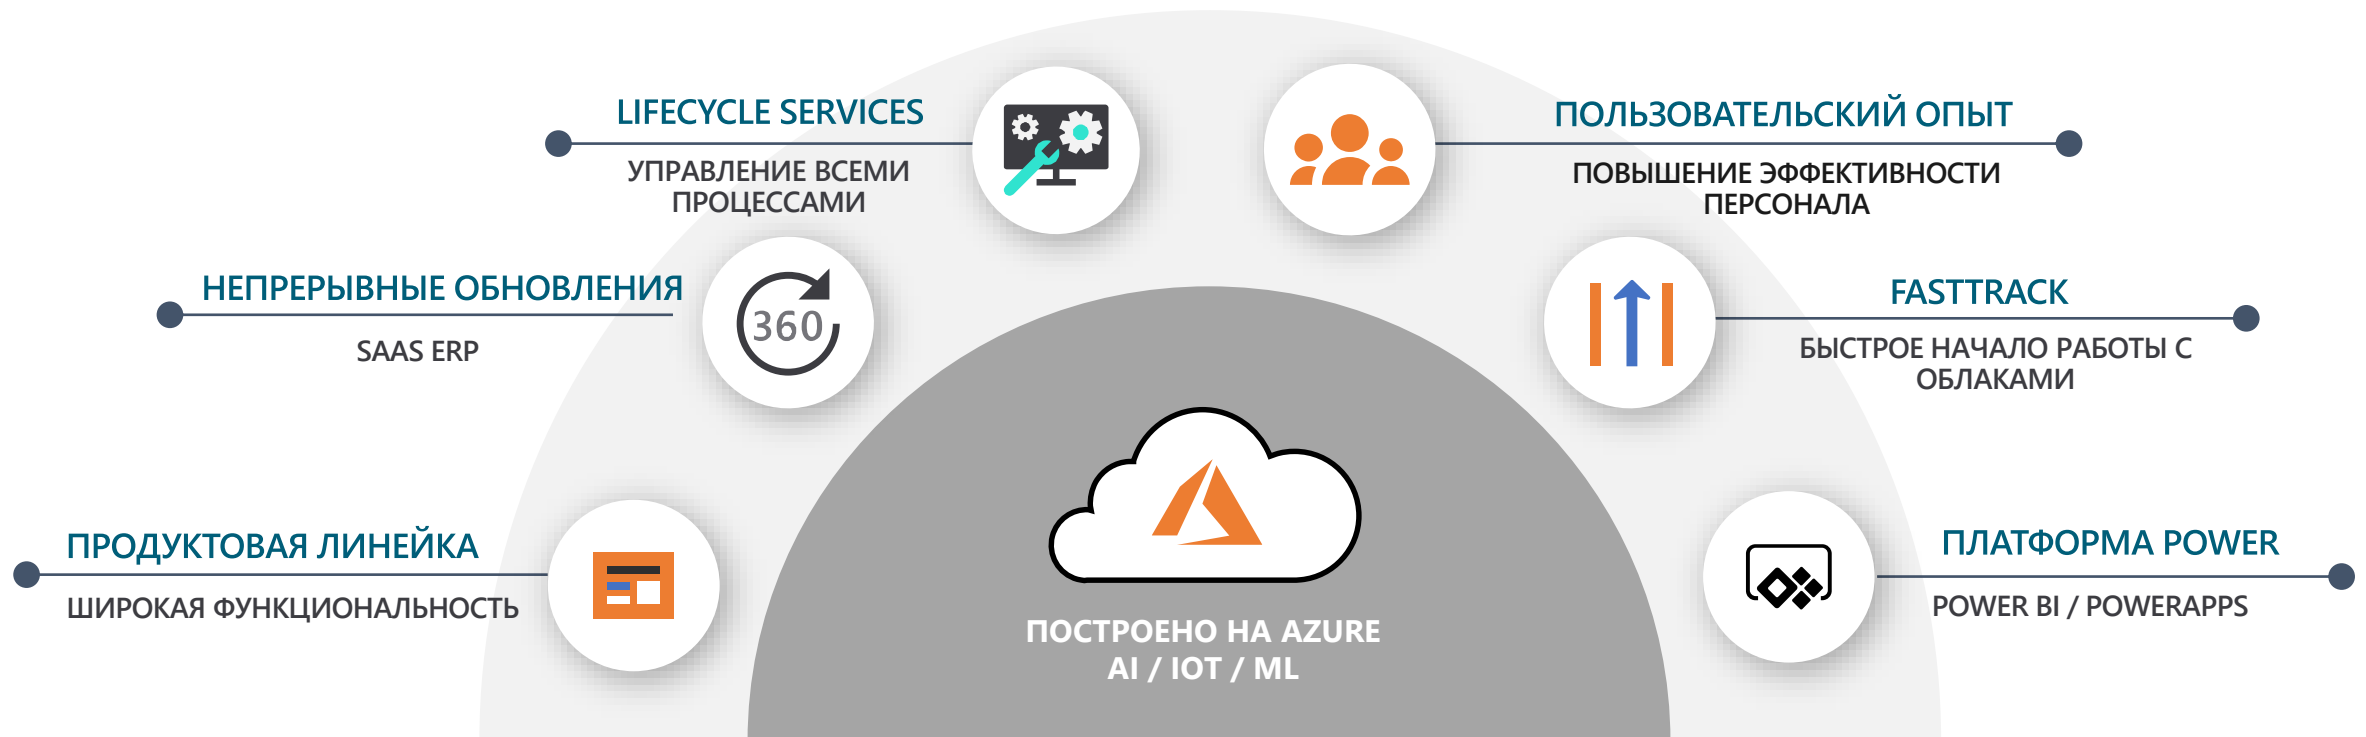 LIFECYCLE SERVICES
УПРАВЛЕНИЕ ВСЕМИ
ПРОЦЕССАМИ
ПОЛЬЗОВАТЕЛЬСКИЙ ОПЫТ
ПОВЫШЕНИЕ ЭФФЕКТИВНОСТИ
ПЕРСОНАЛА
НЕПРЕРЫВНЫЕ ОБНОВЛЕНИЯ
SAAS ERP
360
FASTTRACK
БЫСТРОЕ НАЧАЛО РАБОТЫ С
ОБЛАКАМИ
ПРОДУКТОВАЯ ЛИНЕЙКА
ШИРОКАЯ ФУНКЦИОНАЛЬНОСТЬ
ПЛАТФОРМА POWER
POWER BI / POWERAPPS
ПОСТРОЕНО НА AZURE
AI / IOT / ML